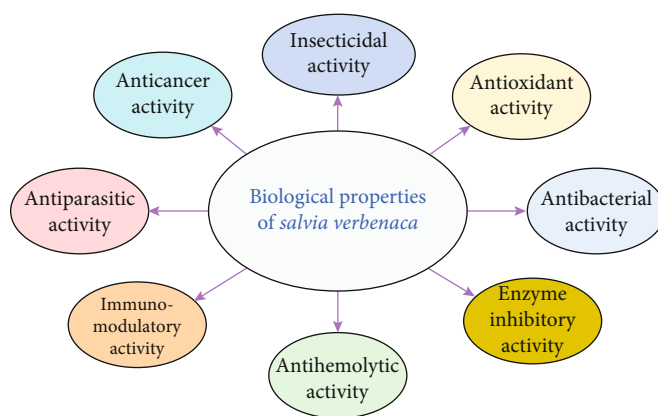 Insecticidal
activity
Anticancer
activity
Antioxidant
activity
Antiparasitic
activity
Biological properties
of salvia verbenaca
Antibacterial
activity
Immuno-
modulatory
activity
Enzyme
inhibitory
activity
Antihemolytic
activity